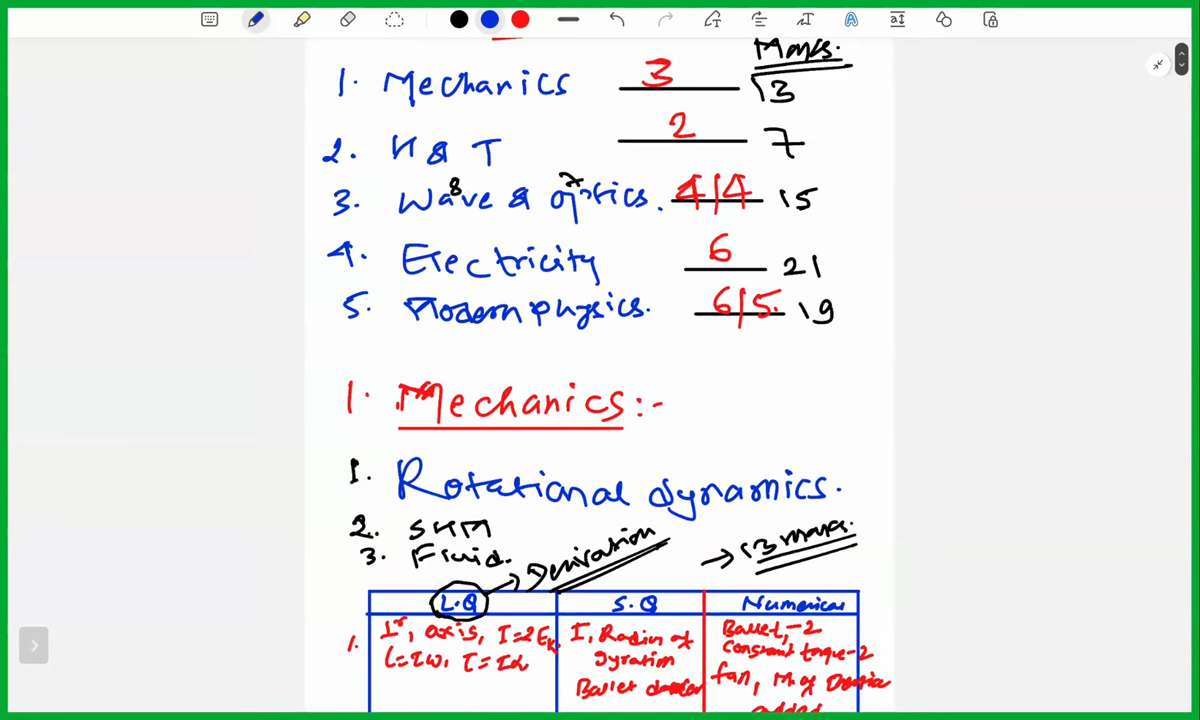 Marks.
1. Mechanics 3 13
2. H & T 2 7
8 7
3. Wave & optics. 4/4 15
4. Electricity 6 21
5. Modern physics. 6/5. 19
1. Mechanics:-
1. Rotational dynamics.
2. SHM
3. Fluid. → Derivation → 13 marks.
L.Q S.Q Numerical
1. axis, I=2Ek I, Radius of Ballet,-2
L=Iω, τ=Iα gyration Constant torque-2
Ballet fan, M. of Inertia
added